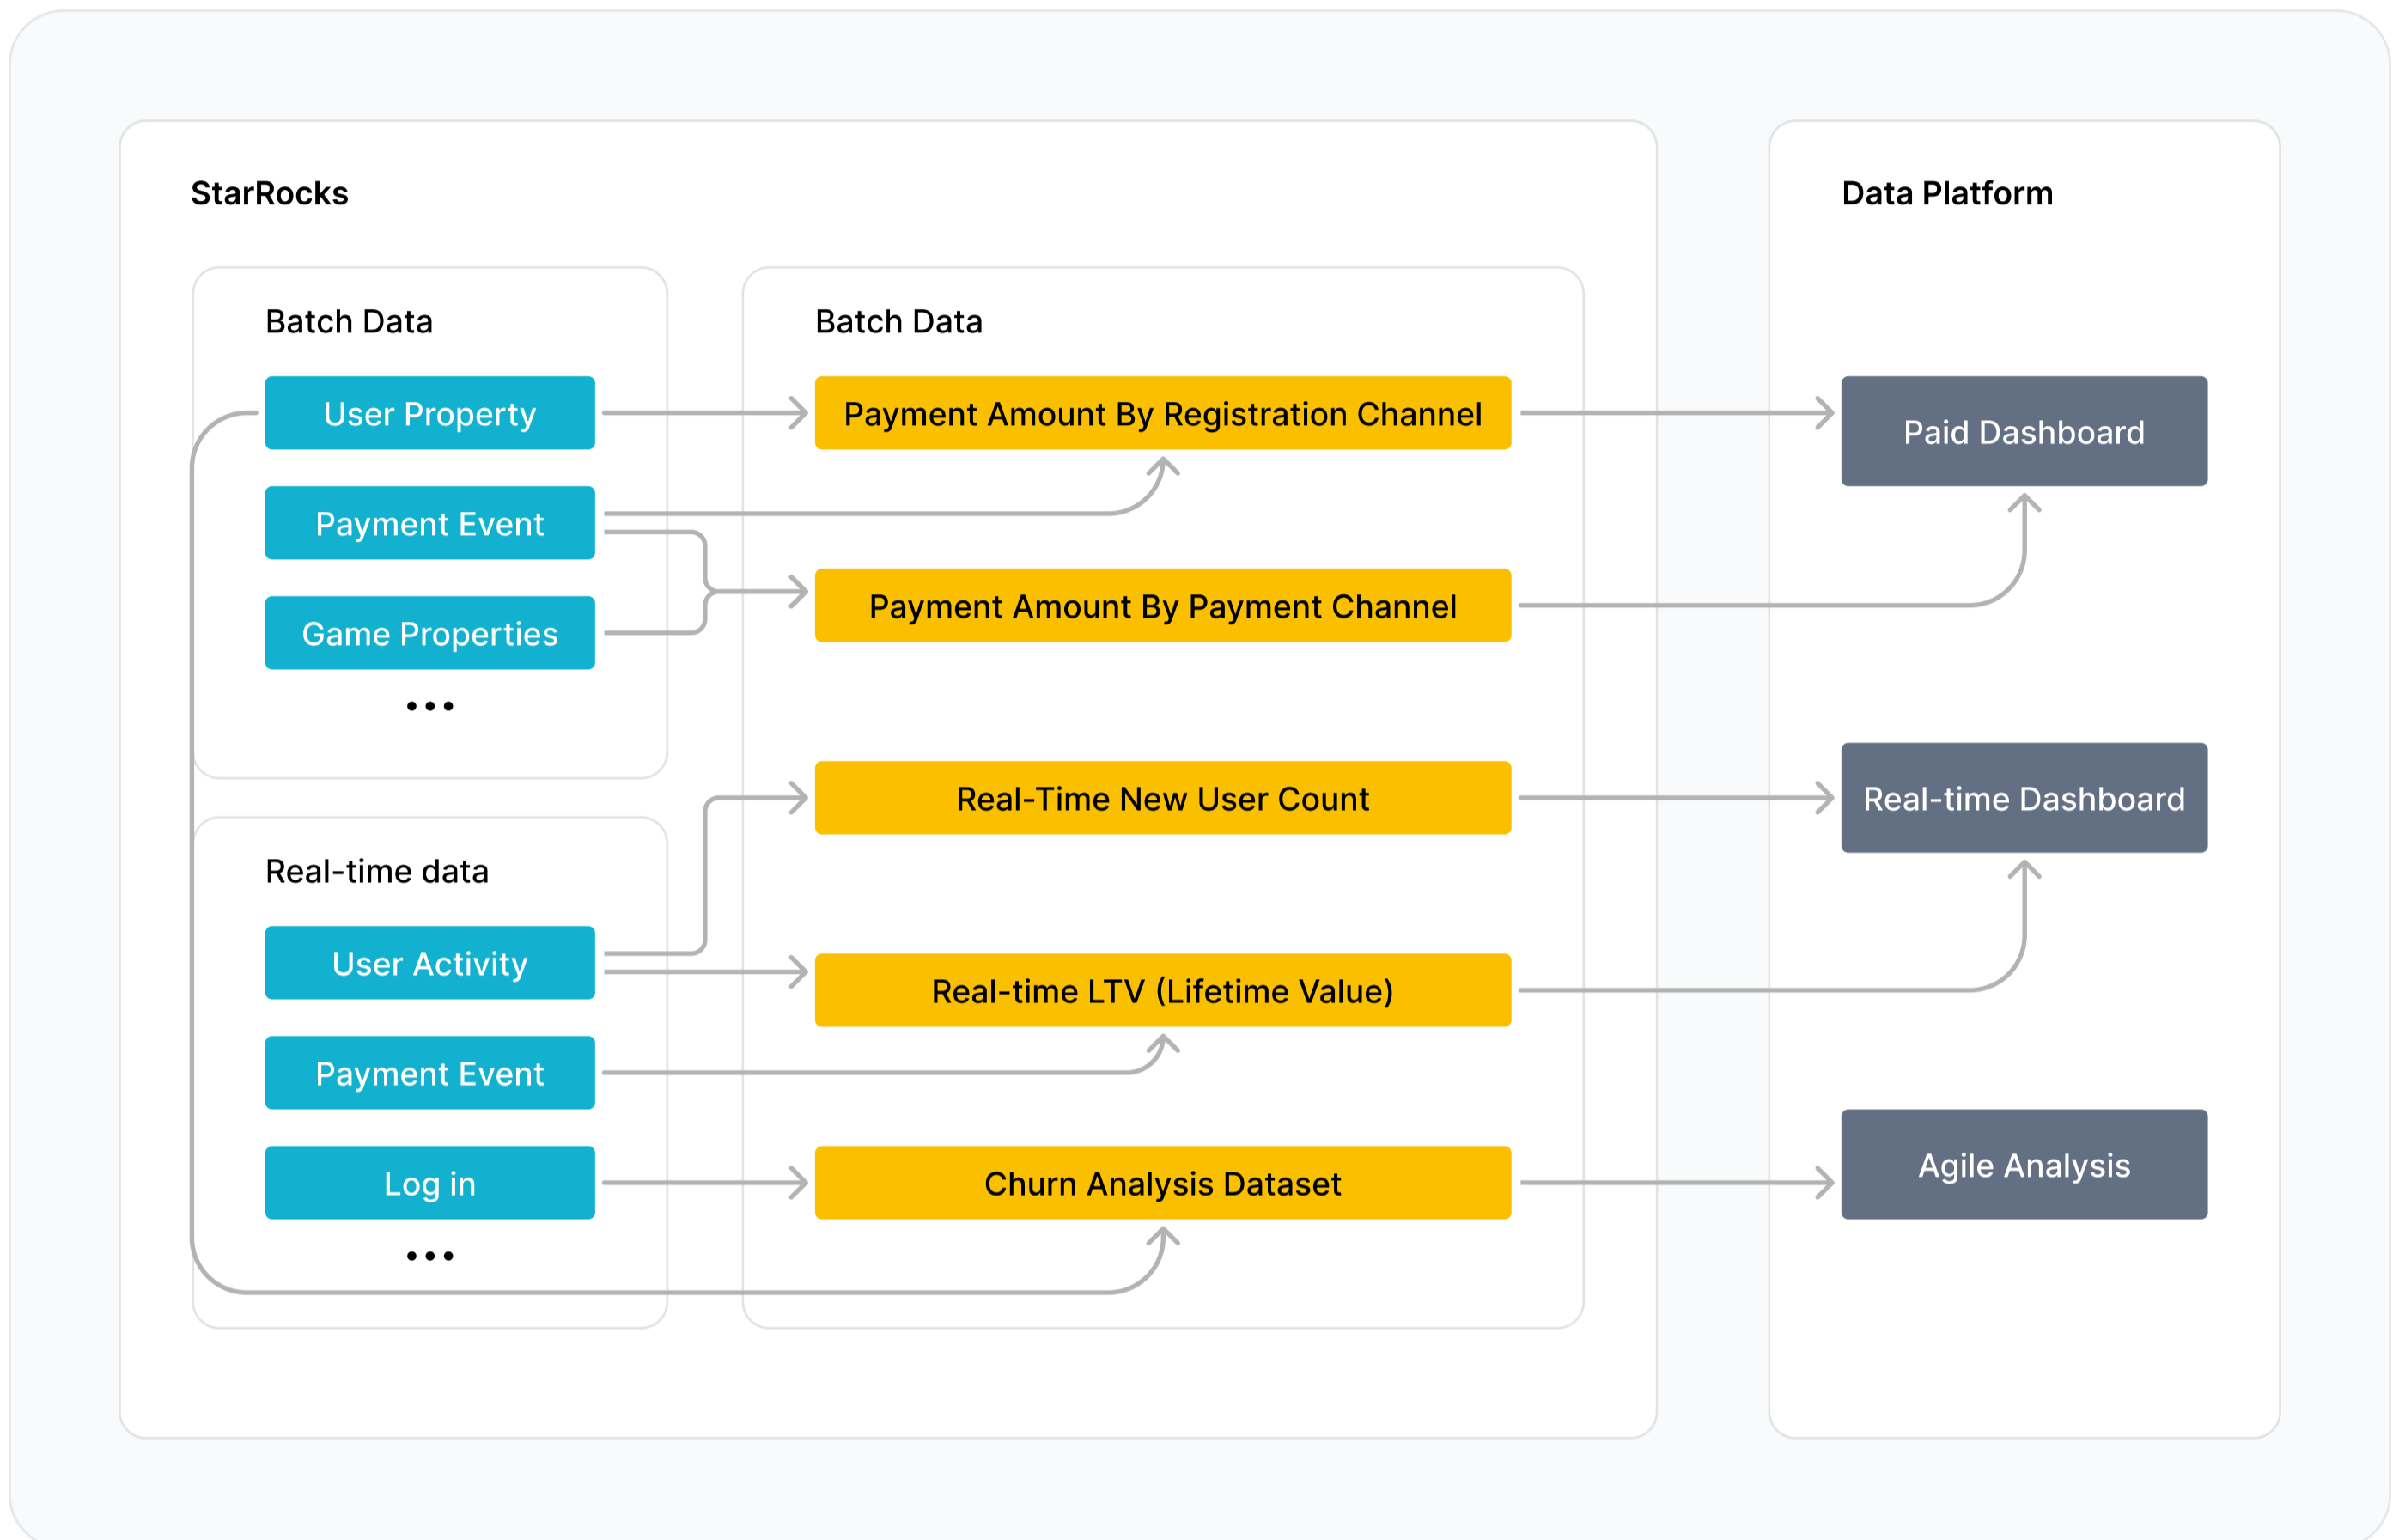 StarRocks
Batch Data
User Property
Payment Event
Game Properties
Real-time data
User Activity
Payment Event
Log in
Batch Data
Payment Amount By Registration Channel
Payment Amount By Payment Channel
Real-Time New User Count
Real-time LTV (Lifetime Value)
Churn Analysis Dataset
Data Platform
Paid Dashboard
Real-time Dashboard
Agile Analysis